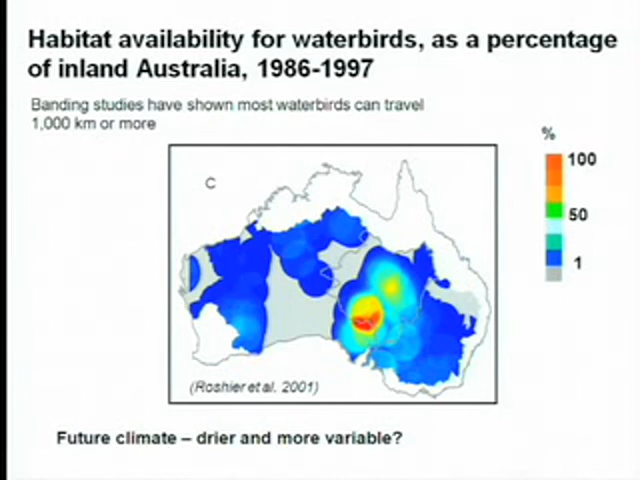 Habitat availability for waterbirds, as a percentage
of inland Australia, 1986-1997
Banding studies have shown most waterbirds can travel
1,000 km or more
%
100
50
1
C
(Roshier et al. 2001)
Future climate – drier and more variable?